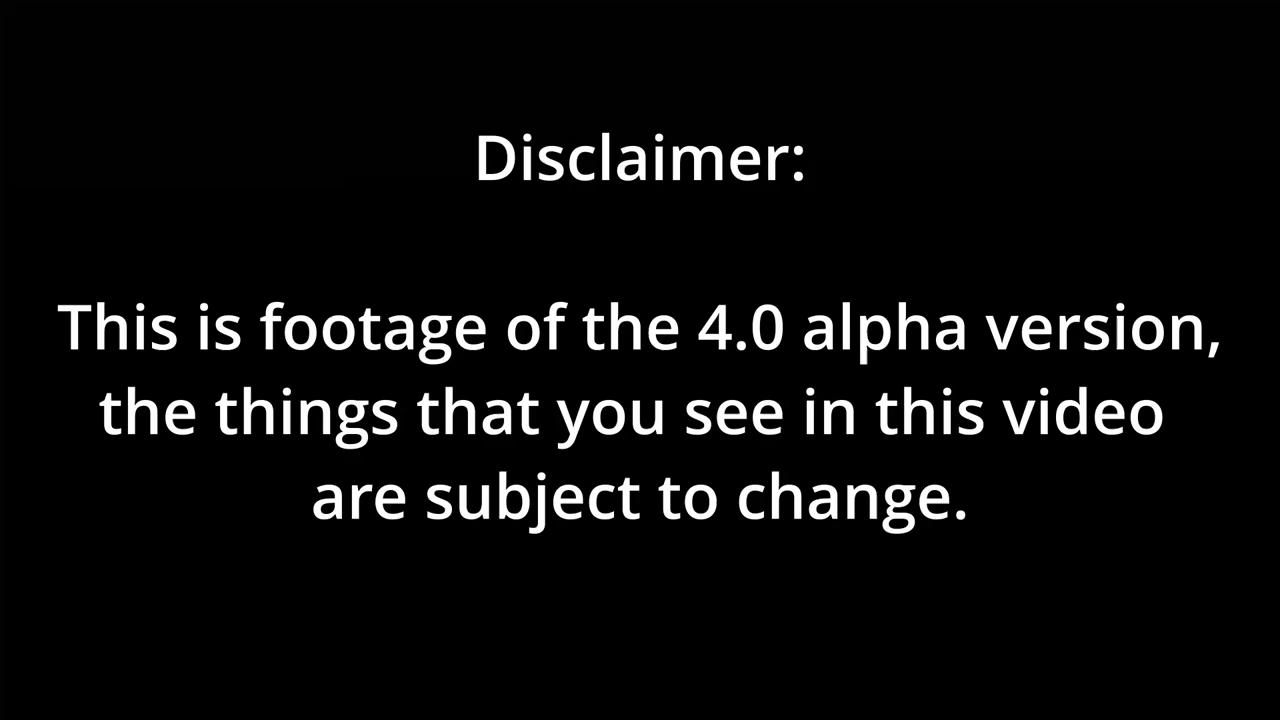 Disclaimer:
This is footage of the 4.0 alpha version,
the things that you see in this video
are subject to change.